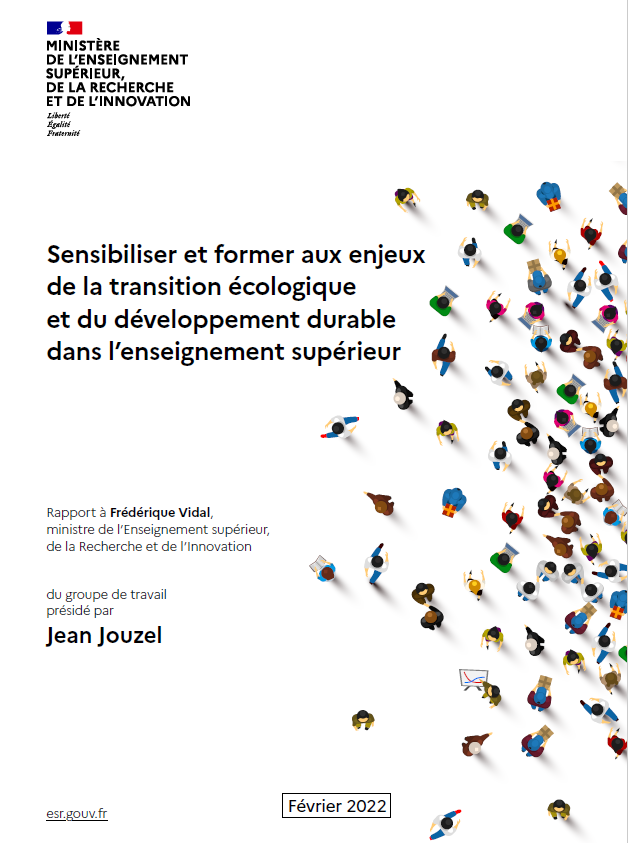 MINISTÈRE
DE L'ENSEIGNEMENT
SUPÉRIEUR,
DE LA RECHERCHE
ET DE L'INNOVATION
Liberté
Égalité
Fraternité
Sensibiliser et former aux enjeux
de la transition écologique
et du développement durable
dans l'enseignement supérieur
Rapport à Frédérique Vidal,
ministre de l'Enseignement supérieur,
de la Recherche et de l'Innovation
du groupe de travail
présidé par
Jean Jouzel
esr.gouv.fr
Février 2022